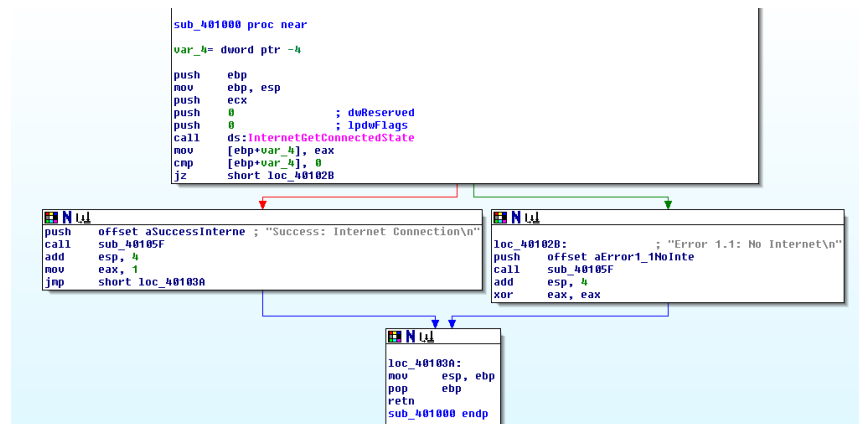 sub_401000 proc near
var_4= dword ptr -4
push    ebp
mov     ebp, esp
push    ecx
push    0               ; dwReserved
push    0               ; lpdwFlags
call    ds:InternetGetConnectedState
mov     [ebp+var_4], eax
cmp     [ebp+var_4], 0
jz      short loc_40102B
push    offset aSuccessInterne ; "Success: Internet Connection\n"
call    sub_40105F
add     esp, 4
mov     eax, 1
jmp     short loc_40103A
loc_40102B:             ; "Error 1.1: No Internet\n"
push    offset aError1_1NoInte
call    sub_40105F
add     esp, 4
xor     eax, eax
loc_40103A:
mov     esp, ebp
pop     ebp
retn
sub_401000 endp